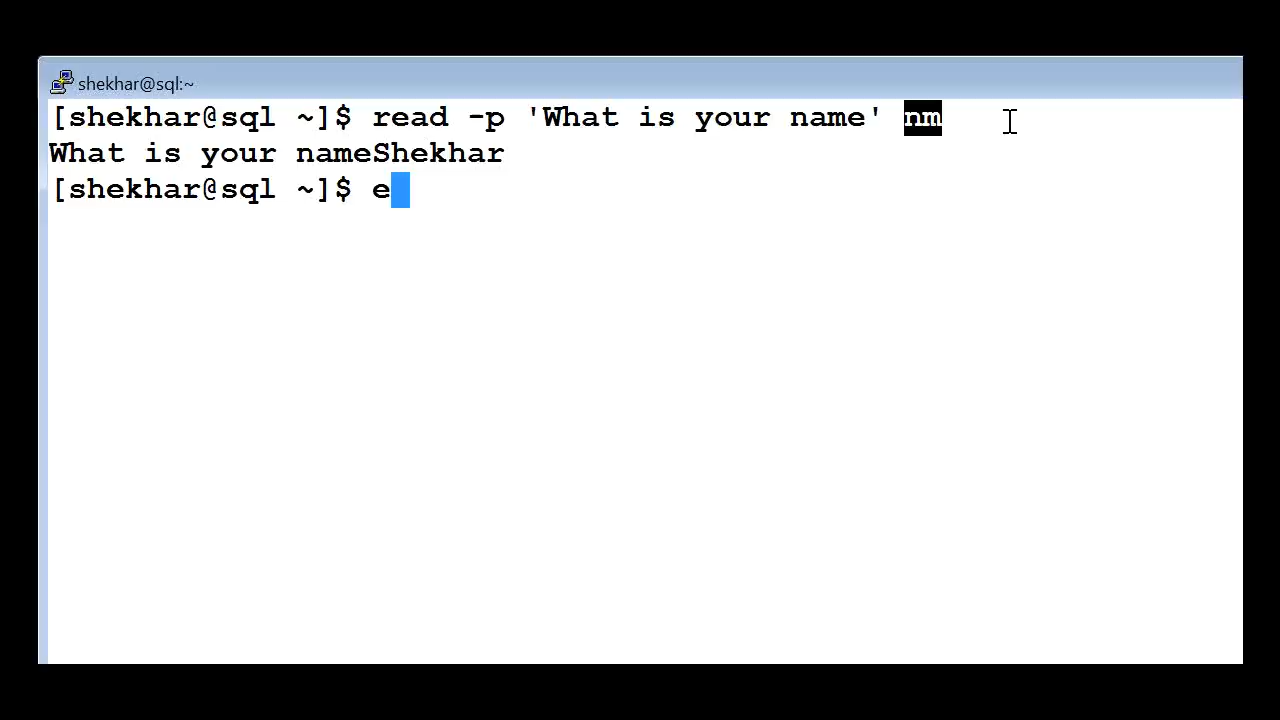 shekhar@sql:~
[shekhar@sql ~]$ read -p 'What is your name' nm
What is your nameShekhar
[shekhar@sql ~]$ e